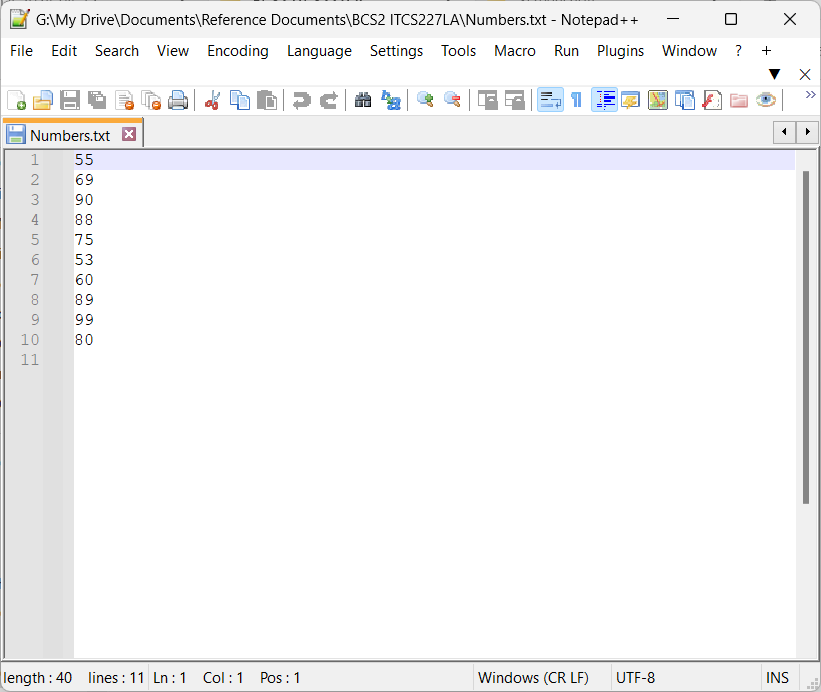 G:\My Drive\Documents\Reference Documents\BCS2 ITCS227LA\Numbers.txt - Notepad++
File Edit Search View Encoding Language Settings Tools Macro Run Plugins Window ? +
Numbers.txt
1 55
2 69
3 90
4 88
5 75
6 53
7 60
8 89
9 99
10 80
11
length : 40 lines : 11 Ln : 1 Col : 1 Pos : 1 Windows (CR LF) UTF-8 INS